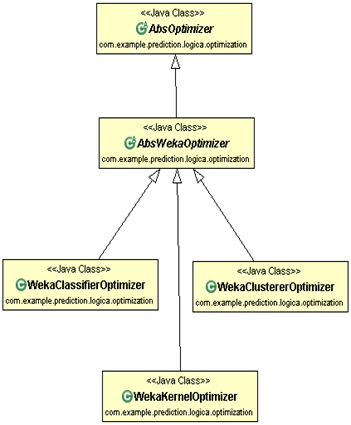 <<Java Class>>
AbsOptimizer
com.example.prediction.logica.optimization
<<Java Class>>
AbsWekaOptimizer
com.example.prediction.logica.optimization
<<Java Class>>
WekaClassifierOptimizer
com.example.prediction.logica.optimization
<<Java Class>>
WekaClustererOptimizer
com.example.prediction.logica.optimization
<<Java Class>>
WekaKernelOptimizer
com.example.prediction.logica.optimization